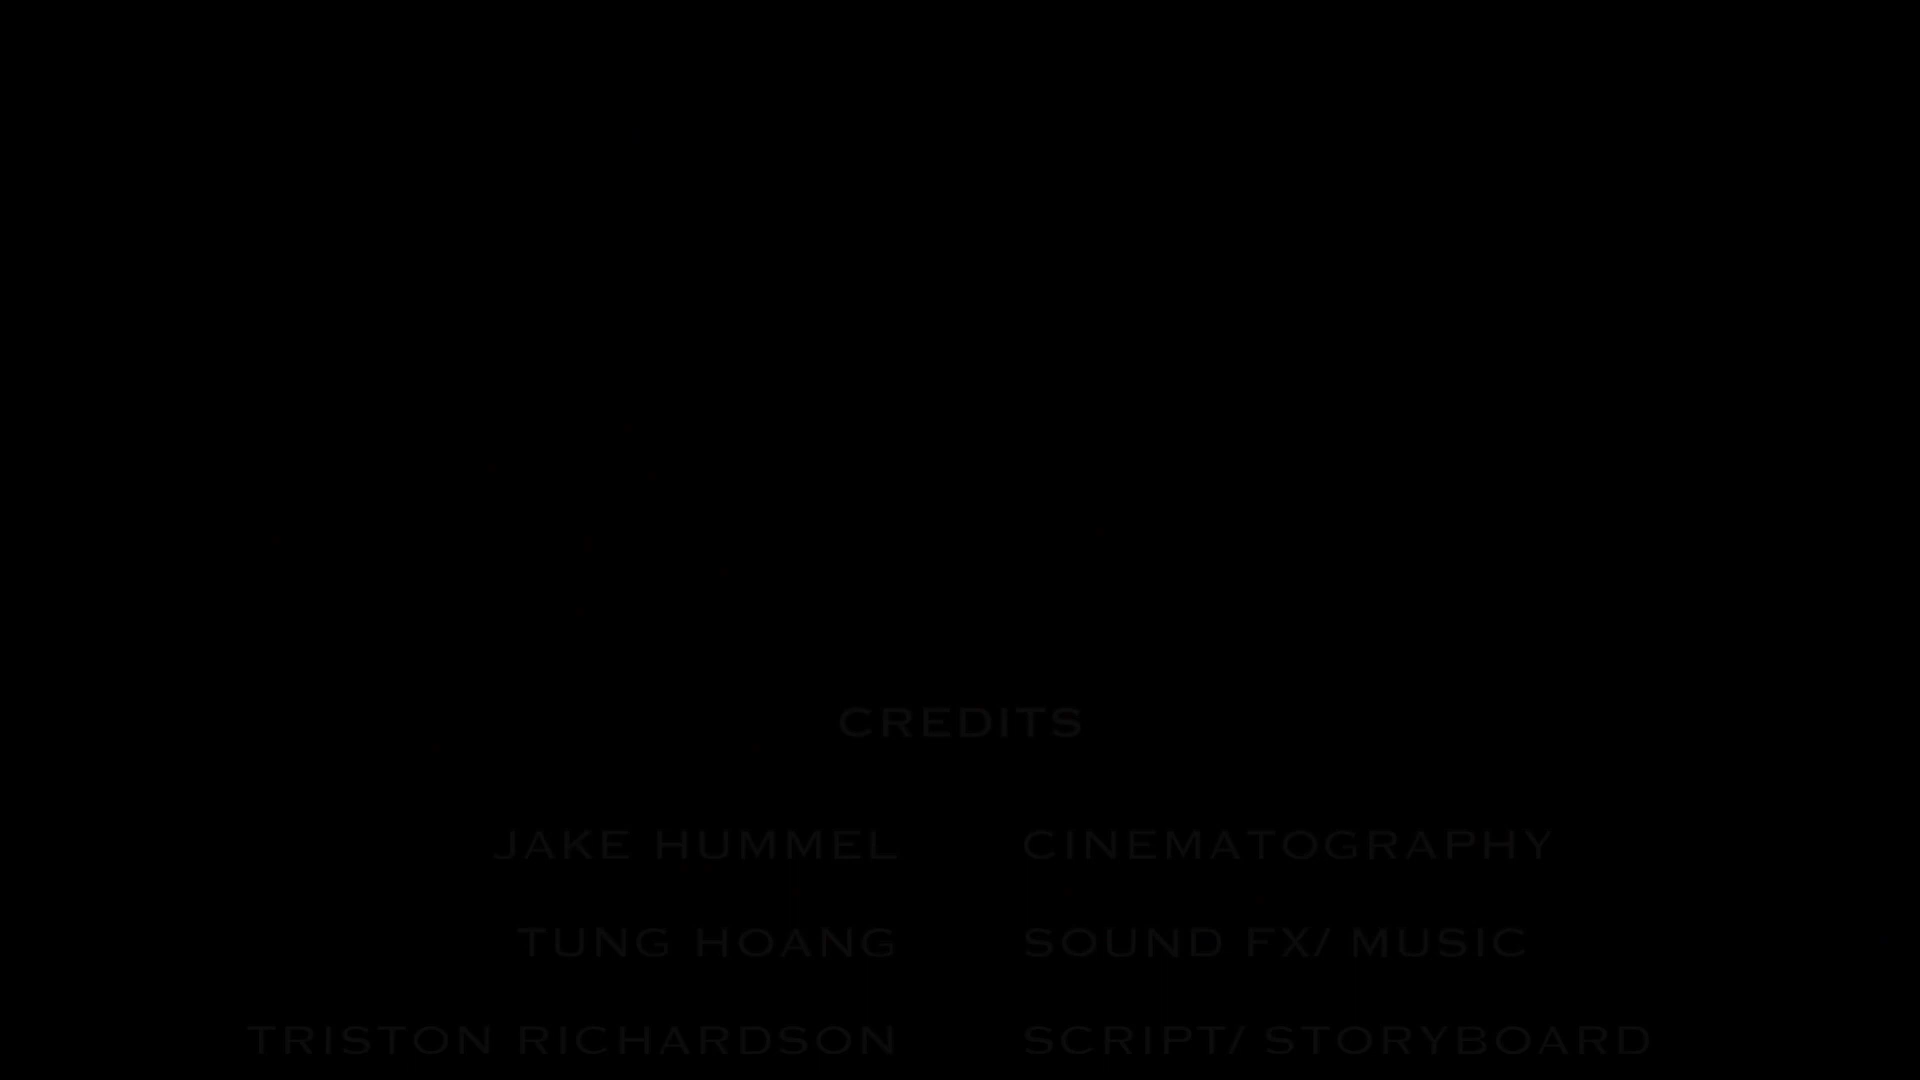 CREDITS
JAKE HUMMEL CINEMATOGRAPHY
TUNG HOANG SOUND FX/ MUSIC
TRISTON RICHARDSON SCRIPT/ STORYBOARD